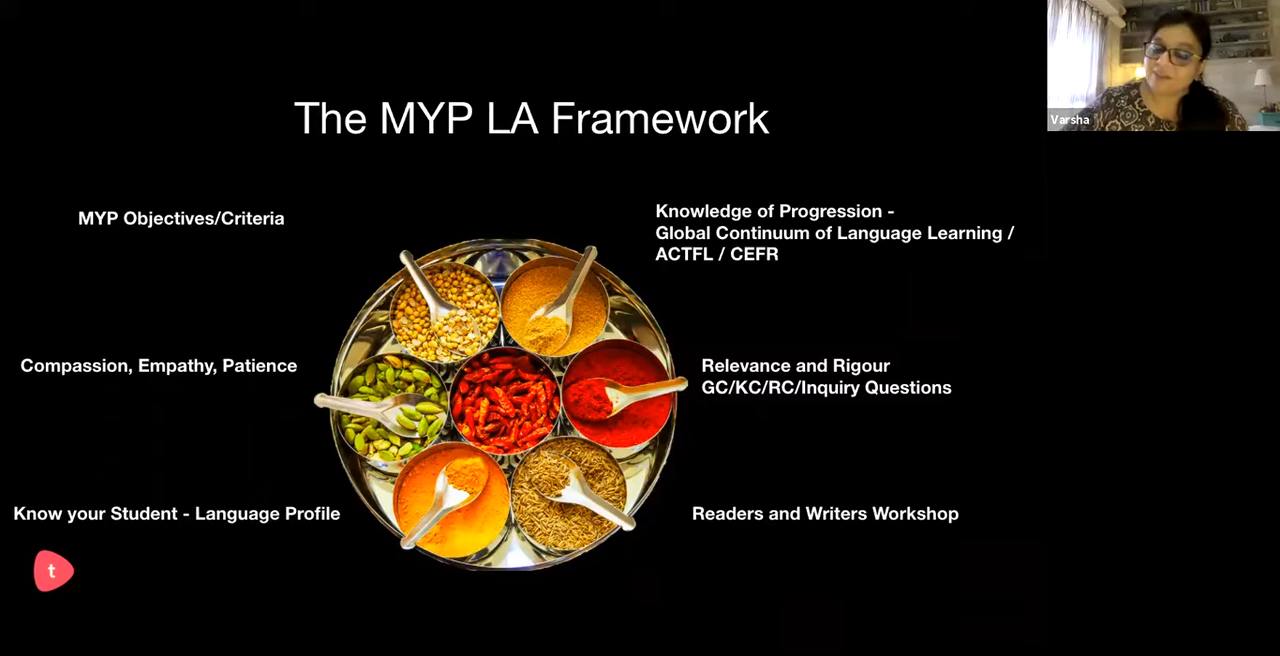 The MYP LA Framework
Varsha
MYP Objectives/Criteria
Knowledge of Progression -
Global Continuum of Language Learning /
ACTFL / CEFR
Compassion, Empathy, Patience
Relevance and Rigour
GC/KC/RC/Inquiry Questions
Know your Student - Language Profile
Readers and Writers Workshop
t